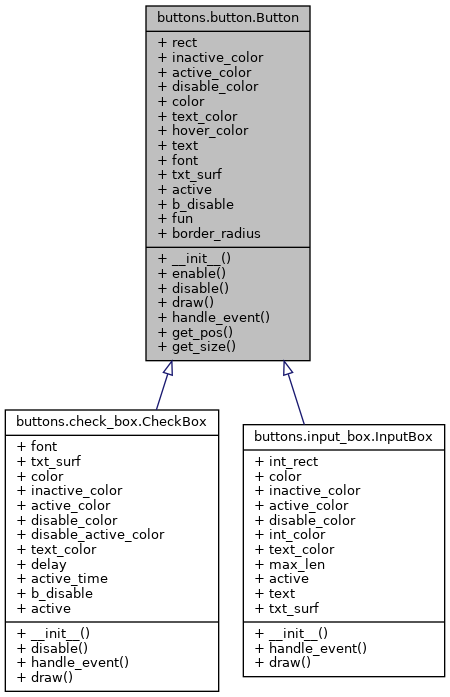 buttons.button.Button
+ rect
+ inactive_color
+ active_color
+ disable_color
+ color
+ text_color
+ hover_color
+ text
+ font
+ txt_surf
+ active
+ b_disable
+ fun
+ border_radius
+ __init__()
+ enable()
+ disable()
+ draw()
+ handle_event()
+ get_pos()
+ get_size()
buttons.check_box.CheckBox
+ font
+ txt_surf
+ color
+ inactive_color
+ active_color
+ disable_color
+ disable_active_color
+ text_color
+ delay
+ active_time
+ b_disable
+ active
+ __init__()
+ disable()
+ handle_event()
+ draw()
buttons.input_box.InputBox
+ int_rect
+ color
+ inactive_color
+ active_color
+ disable_color
+ int_color
+ text_color
+ max_len
+ active
+ text
+ txt_surf
+ __init__()
+ handle_event()
+ draw()